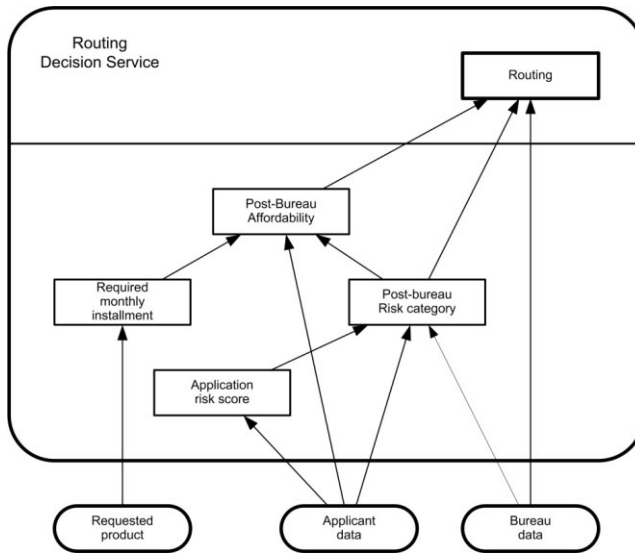 Routing
Decision Service
Routing
Post-Bureau
Affordability
Required
monthly
installment
Post-bureau
Risk category
Application
risk score
Requested
product
Applicant
data
Bureau
data